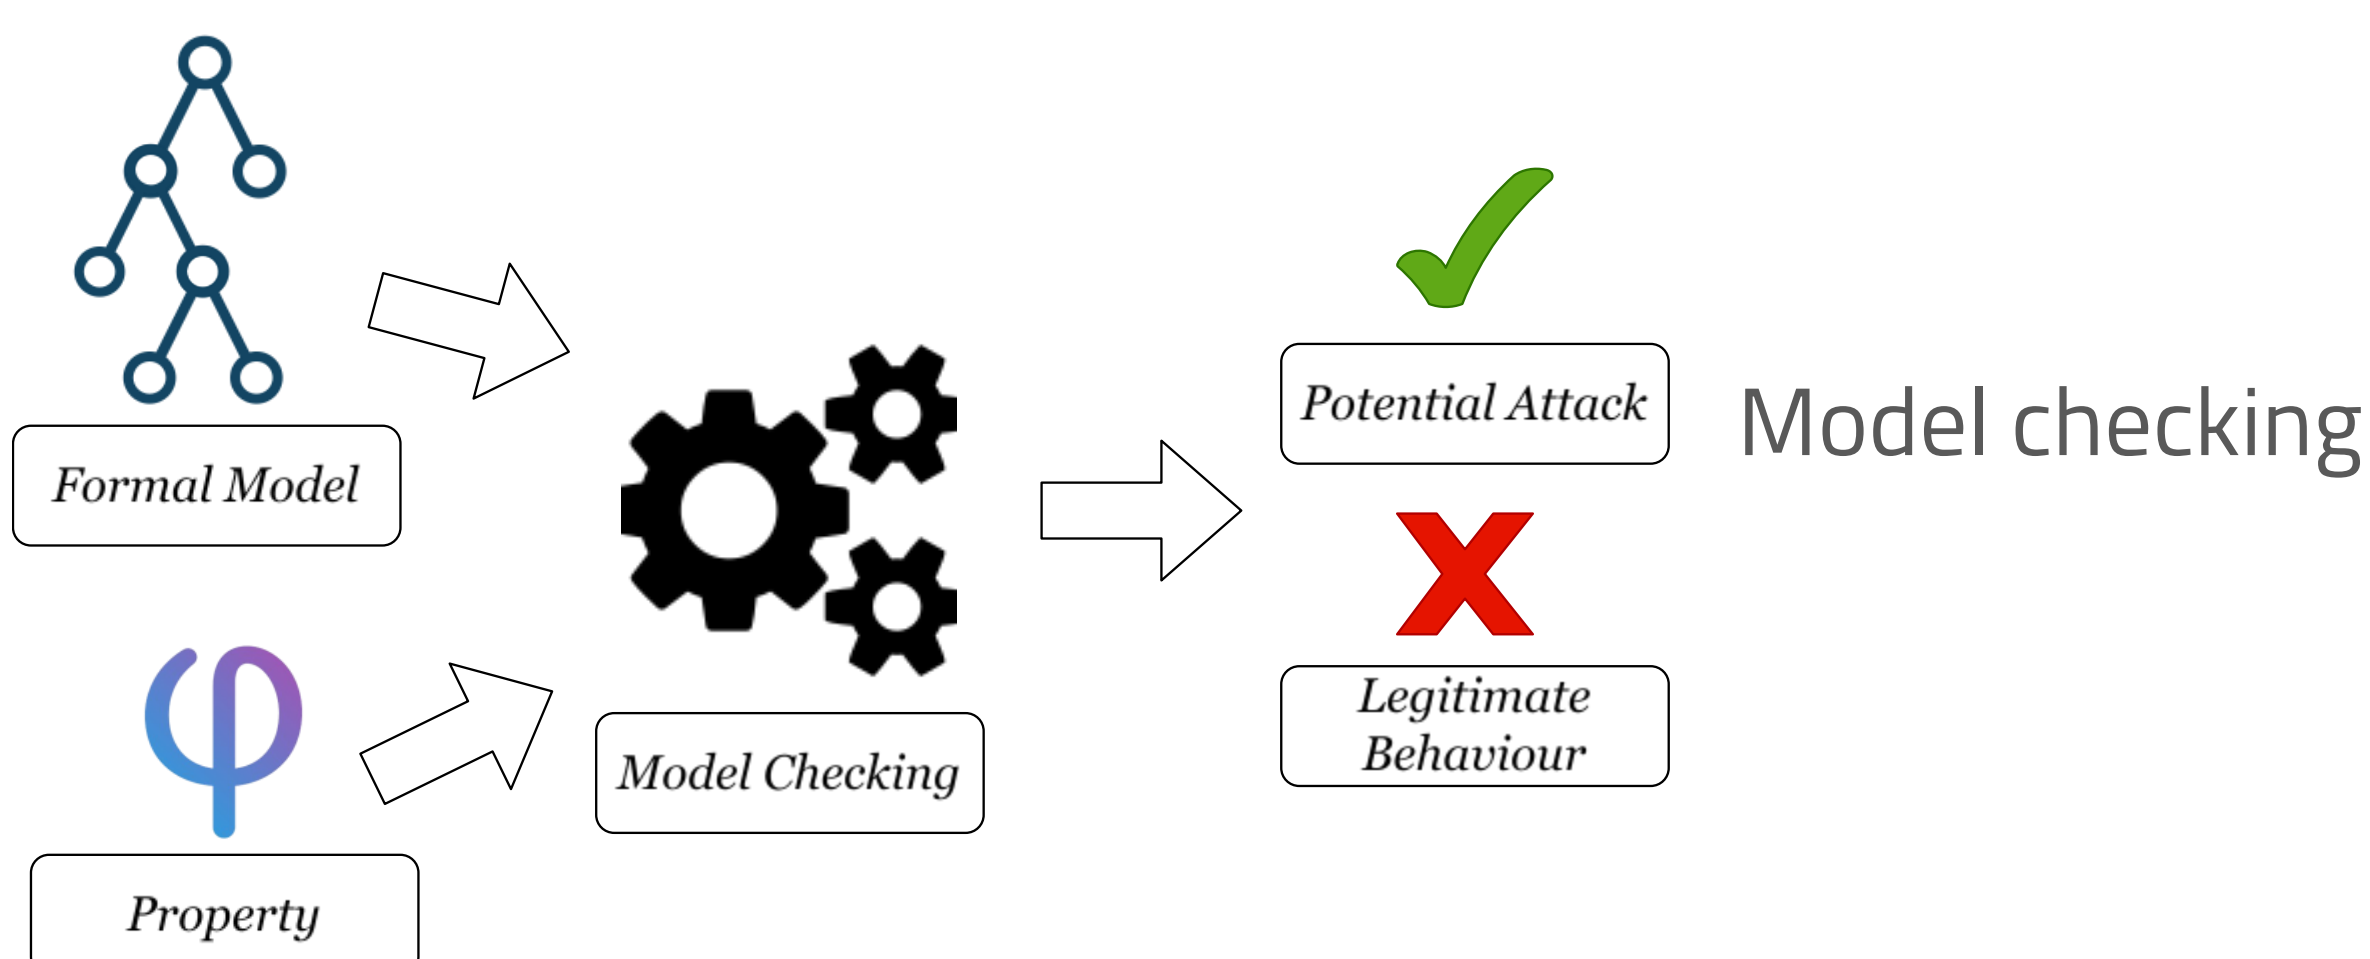 Formal Model
Property
Model Checking
Potential Attack
Legitimate
Behaviour
Model checking